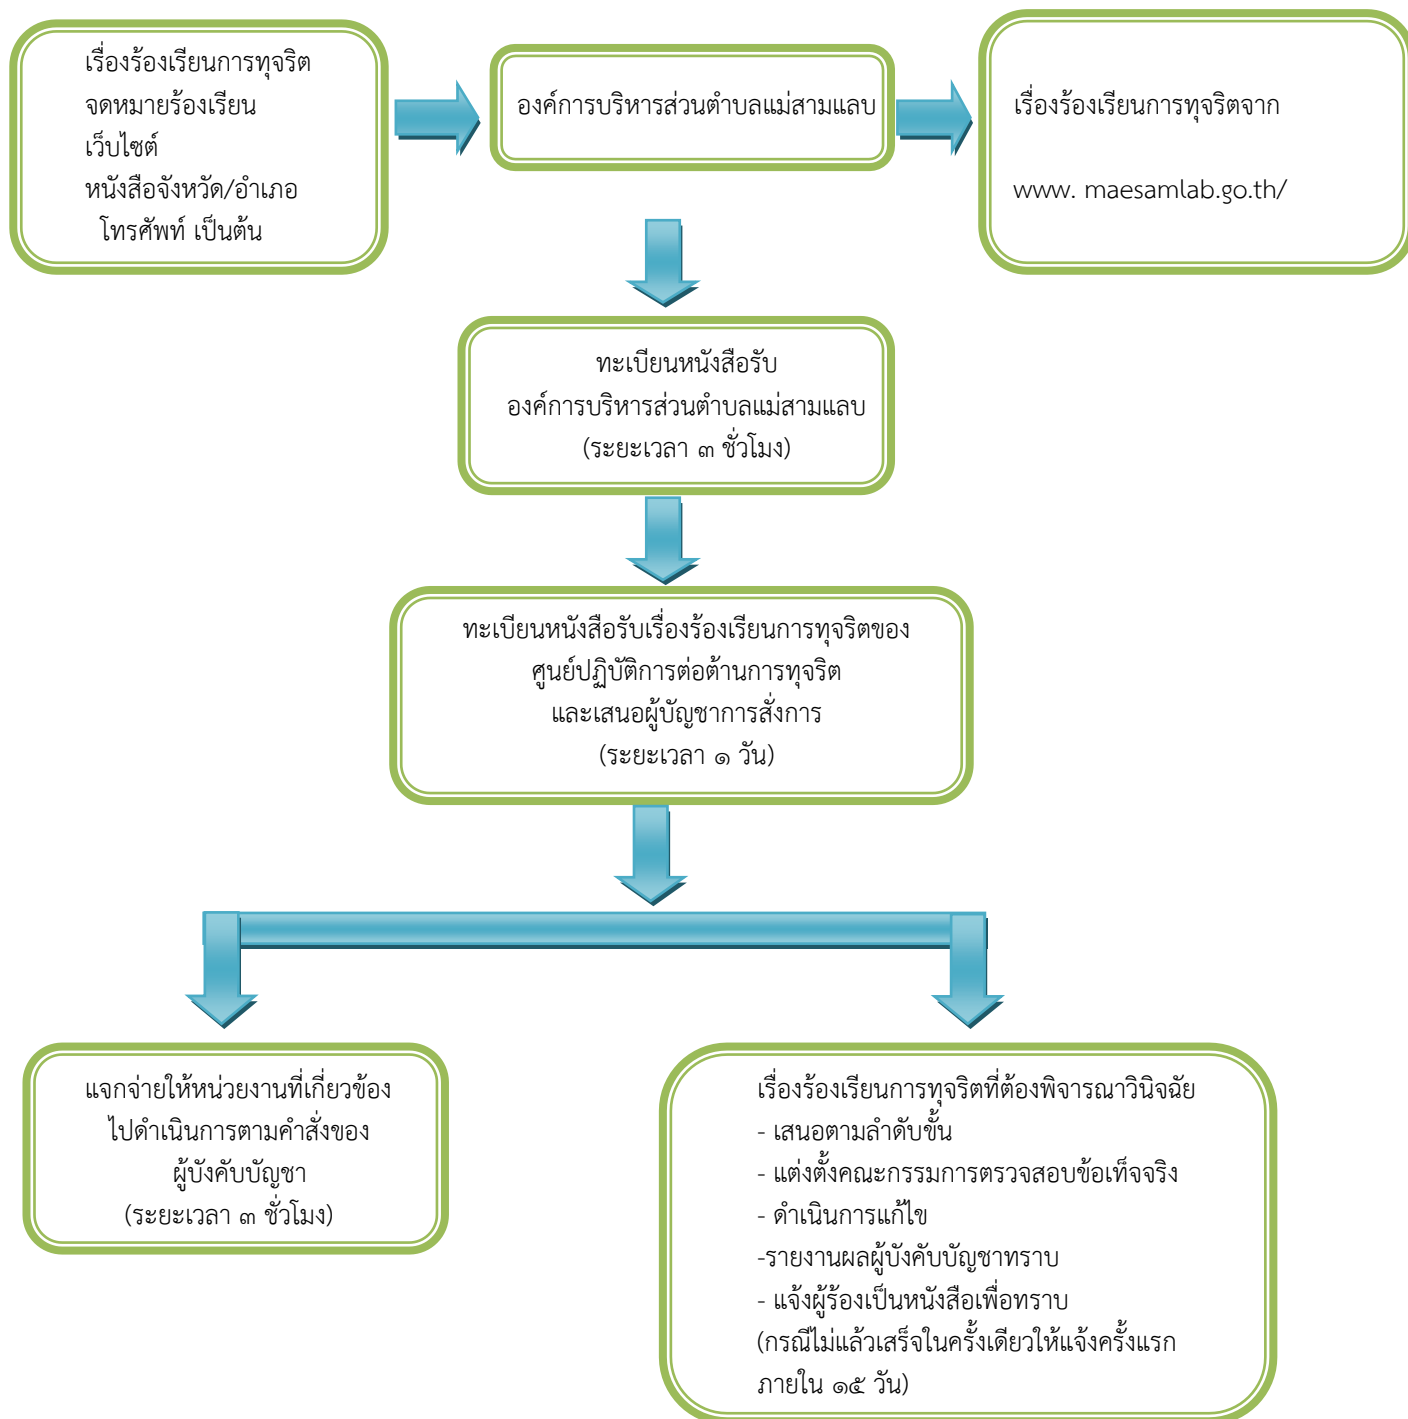 เรื่องร้องเรียนการทุจริต
จดหมายร้องเรียน
เว็บไซต์
หนังสือจังหวัด/อำเภอ
โทรศัพท์ เป็นต้น
องค์การบริหารส่วนตำบลแม่สามแลบ
เรื่องร้องเรียนการทุจริตจาก
www. maesamlab.go.th/
ทะเบียนหนังสือรับ
องค์การบริหารส่วนตำบลแม่สามแลบ
(ระยะเวลา ๓ ชั่วโมง)
ทะเบียนหนังสือรับเรื่องร้องเรียนการทุจริตของ
ศูนย์ปฏิบัติการต่อต้านการทุจริต
และเสนอผู้บัญชาการสั่งการ
(ระยะเวลา ๑ วัน)
แจกจ่ายให้หน่วยงานที่เกี่ยวข้อง
ไปดำเนินการตามคำสั่งของ
ผู้บังคับบัญชา
(ระยะเวลา ๓ ชั่วโมง)
เรื่องร้องเรียนการทุจริตที่ต้องพิจารณาวินิจฉัย
- เสนอตามลำดับขั้น
- แต่งตั้งคณะกรรมการตรวจสอบข้อเท็จจริง
- ดำเนินการแก้ไข
-รายงานผลผู้บังคับบัญชาทราบ
- แจ้งผู้ร้องเป็นหนังสือเพื่อทราบ
(กรณีไม่แล้วเสร็จในครั้งเดียวให้แจ้งครั้งแรก
ภายใน ๑๕ วัน)